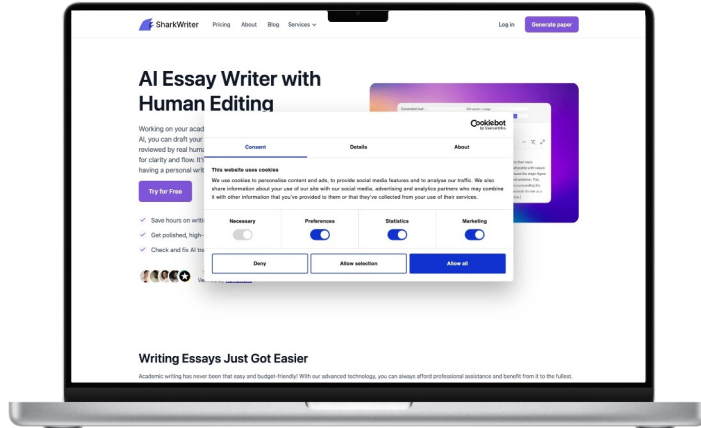 SharkWriter
Pricing
About
Blog
Services
Log in
Generate paper
AI Essay Writer with
Human Editing
Working on your acad
AI, you can draft your
reviewed by real huma
for clarity and flow. It's
having a personal writ
Try for Free
Save hours on writi
Get polished, high-
Check and fix AI tra
Cookiebot
by Usercentrics
Consent
Details
About
This website uses cookies
We use cookies to personalise content and ads, to provide social media features and to analyse our traffic. We also
share information about your use of our site with our social media, advertising and analytics partners who may combine
it with other information that you've provided to them or that they've collected from your use of their services.
Necessary
Preferences
Statistics
Marketing
Deny
Allow selection
Allow all
Writing Essays Just Got Easier
Academic writing has never been that easy and budget-friendly! With our advanced technology, you can always afford professional assistance and benefit from it to the fullest.